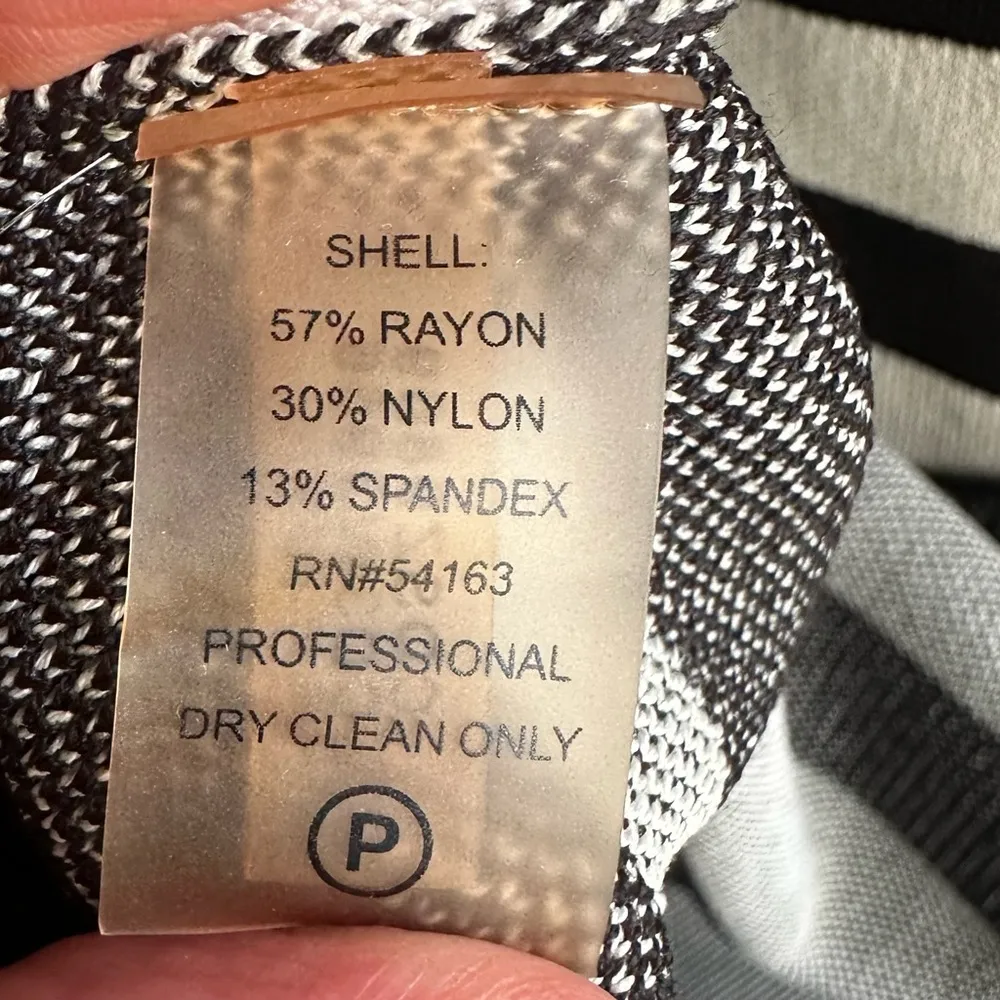 SHELL:
57% RAYON
30% NYLON
13% SPANDEX
RN#54163
PROFESSIONAL
DRY CLEAN ONLY
P